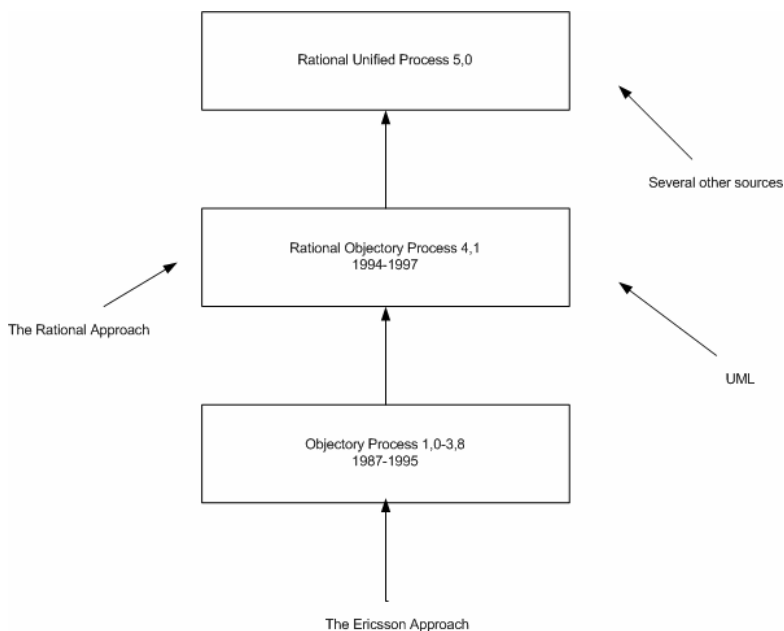 Rational Unified Process 5,0
Several other sources
Rational Objectory Process 4,1
1994-1997
The Rational Approach
UML
Objectory Process 1,0-3,8
1987-1995
The Ericsson Approach